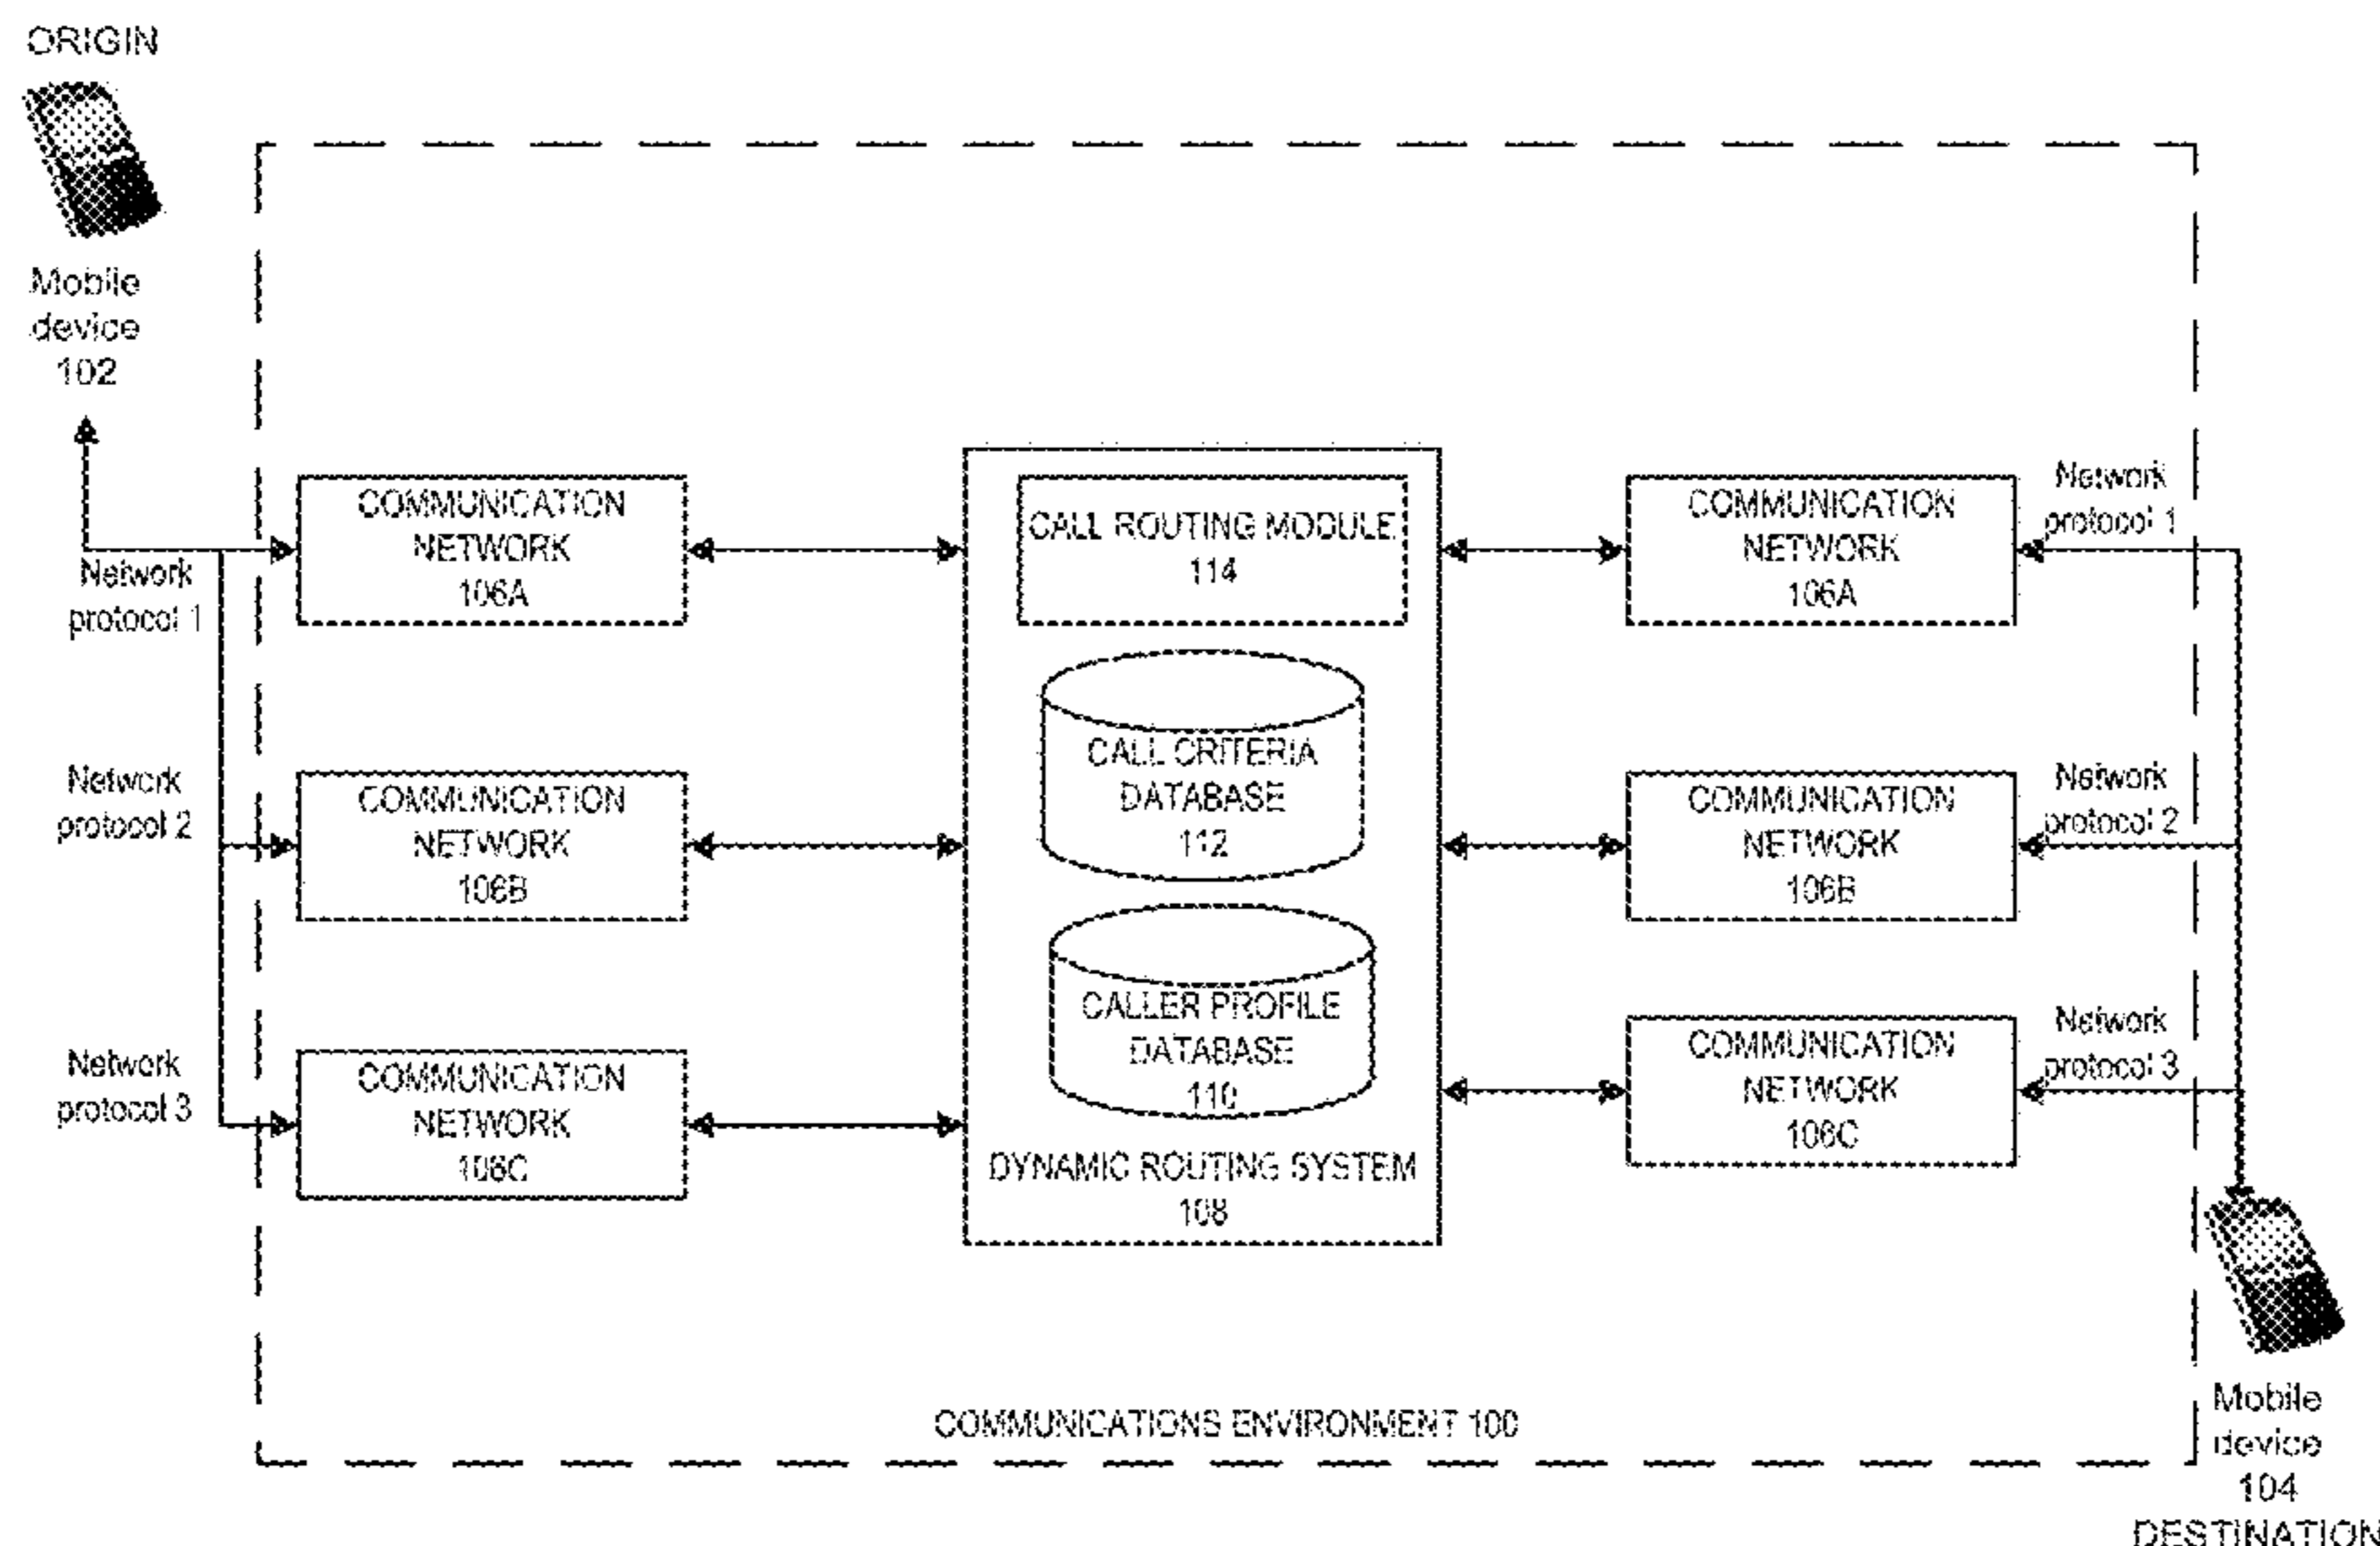 ORIGIN
Mobile
device
102
Network
protocol 1
Network
protocol 2
Network
protocol 3
COMMUNICATION
NETWORK
106A
COMMUNICATION
NETWORK
106B
COMMUNICATION
NETWORK
106C
CALL ROUTING MODULE
114
CALL CRITERIA
DATABASE
112
CALLER PROFILE
DATABASE
110
DYNAMIC ROUTING SYSTEM
108
COMMUNICATION
NETWORK
106A
COMMUNICATION
NETWORK
106B
COMMUNICATION
NETWORK
106C
Network
protocol 1
Network
protocol 2
Network
protocol 3
COMMUNICATIONS ENVIRONMENT 100
Mobile
device
104
DESTINATION